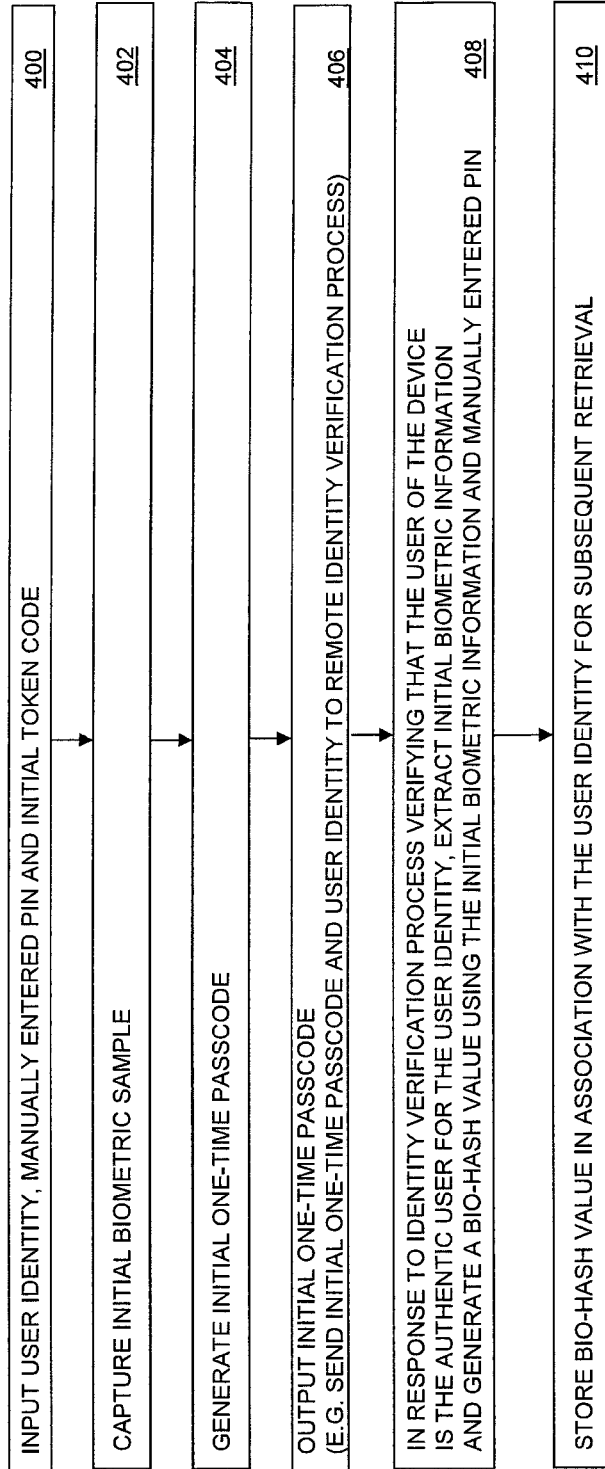 INPUT USER IDENTITY, MANUALLY ENTERED PIN AND INITIAL TOKEN CODE 400
CAPTURE INITIAL BIOMETRIC SAMPLE 402
GENERATE INITIAL ONE-TIME PASSCODE 404
OUTPUT INITIAL ONE-TIME PASSCODE
(E.G. SEND INITIAL ONE-TIME PASSCODE AND USER IDENTITY TO REMOTE IDENTITY VERIFICATION PROCESS) 406
IN RESPONSE TO IDENTITY VERIFICATION PROCESS VERIFYING THAT THE USER OF THE DEVICE
IS THE AUTHENTIC USER FOR THE USER IDENTITY, EXTRACT INITIAL BIOMETRIC INFORMATION
AND GENERATE A BIO-HASH VALUE USING THE INITIAL BIOMETRIC INFORMATION AND MANUALLY ENTERED PIN 408
STORE BIO-HASH VALUE IN ASSOCIATION WITH THE USER IDENTITY FOR SUBSEQUENT RETRIEVAL 410